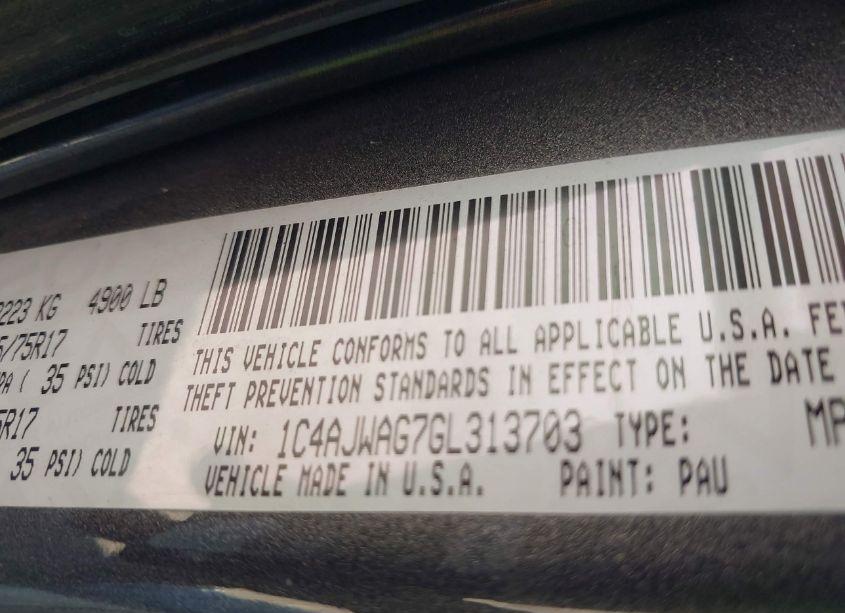 2223 KG 4900 LB
5/75R17 TIRES
PA ( 35 PSI) COLD
5R17 TIRES
35 PSI) COLD
THIS VEHICLE CONFORMS TO ALL APPLICABLE U.S.A. FE
THEFT PREVENTION STANDARDS IN EFFECT ON THE DATE
VIN: 1C4AJWAG7GL313703 TYPE: MP
VEHICLE MADE IN U.S.A. PAINT: PAU